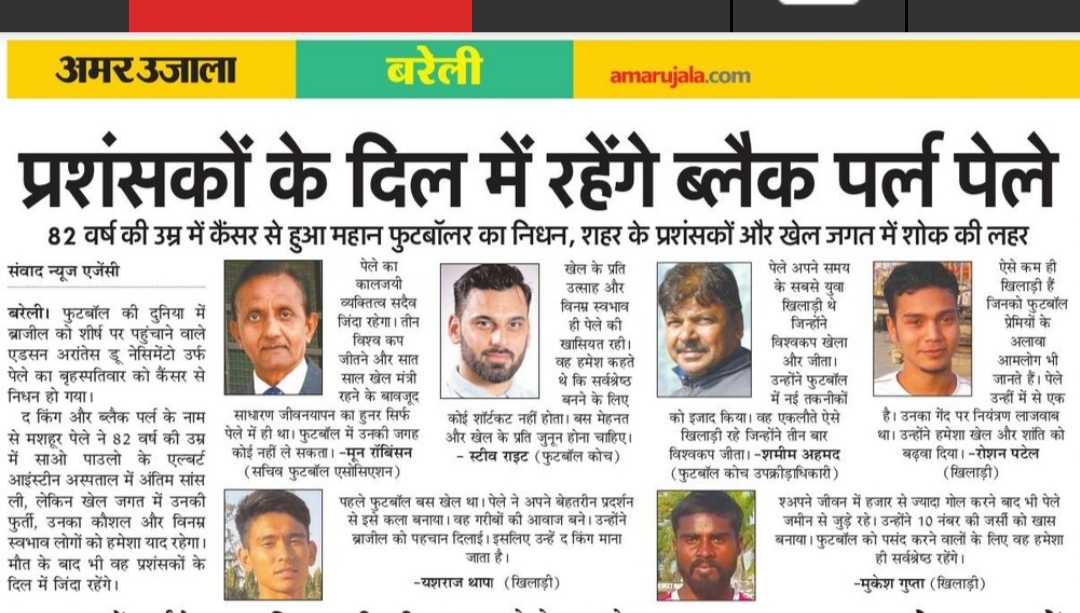 अमर उजाला
बरेली
amarujala.com
प्रशंसकों के दिल में रहेंगे ब्लैक पर्ल पेले
82 वर्ष की उम्र में कैंसर से हुआ महान फुटबॉलर का निधन, शहर के प्रशंसकों और खेल जगत में शोक की लहर
संवाद न्यूज एजेंसी
बरेली। फुटबॉल की दुनिया में
ब्राजील को शीर्ष पर पहुंचाने वाले
एडसन अरांतेस डू नेसिमेंटो उर्फ
पेले का बृहस्पतिवार को कैंसर से
निधन हो गया।
द किंग और ब्लैक पर्ल के नाम
से मशहूर पेले ने 82 वर्ष की उम्र
में साओ पाउलो के एल्बर्ट
आइंस्टीन अस्पताल में अंतिम सांस
ली, लेकिन खेल जगत में उनकी
फुर्ती, उनका कौशल और विनम्र
स्वभाव लोगों को हमेशा याद रहेगा।
मौत के बाद भी वह प्रशंसकों के
दिल में जिंदा रहेंगे।
पेले का
कालजयी
व्यक्तित्व सदैव
जिंदा रहेगा। तीन
विश्व कप
जीतने और सात
साल खेल मंत्री
रहने के बावजूद
साधारण जीवनयापन का हुनर सिर्फ
पेले में ही था। फुटबॉल में उनकी जगह
कोई नहीं ले सकता। -मून रॉबिंसन
(सचिव फुटबॉल एसोसिएशन)
खेल के प्रति
उत्साह और
विनम्र स्वभाव
ही पेले की
खासियत रही।
वह हमेश कहते
थे कि सर्वश्रेष्ठ
बनने के लिए
कोई शॉर्टकट नहीं होता। बस मेहनत
और खेल के प्रति जुनून होना चाहिए।
- स्टीव राइट (फुटबॉल कोच)
पेले अपने समय
के सबसे युवा
खिलाड़ी थे
जिन्होंने
विश्वकप खेला
और जीता।
उन्होंने फुटबॉल
में नई तकनीकों
को इजाद किया। वह एकलौते ऐसे
खिलाड़ी रहे जिन्होंने तीन बार
विश्वकप जीता। -शमीम अहमद
(फुटबॉल कोच उपक्रीड़ाधिकारी)
ऐसे कम ही
खिलाड़ी हैं
जिनको फुटबॉल
प्रेमियों के
अलावा
आमलोग भी
जानते हैं। पेले
उन्हीं में से एक
है। उनका गेंद पर नियंत्रण लाजवाब
था। उन्होंने हमेशा खेल और शांति को
बढ़वा दिया। -रोशन पटेल
(खिलाड़ी)
पहले फुटबॉल बस खेल था। पेले ने अपने बेहतरीन प्रदर्शन
से इसे कला बनाया। वह गरीबों की आवाज बने। उन्होंने
ब्राजील को पहचान दिलाई। इसलिए उन्हें द किंग माना
जाता है।
-यशराज थापा (खिलाड़ी)
श्अपने जीवन में हजार से ज्यादा गोल करने बाद भी पेले
जमीन से जुड़े रहे। उन्होंने 10 नंबर की जर्सी को खास
बनाया। फुटबॉल को पसंद करने वालों के लिए वह हमेशा
ही सर्वश्रेष्ठ रहेंगे।
-मुकेश गुप्ता (खिलाड़ी)